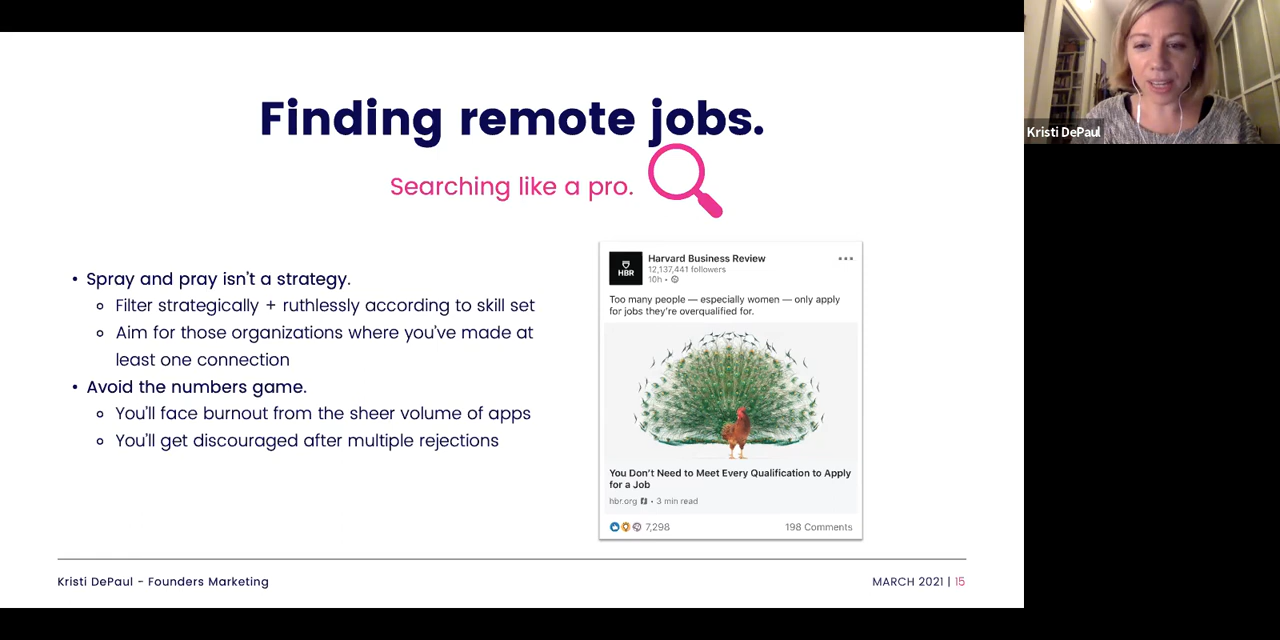 Finding remote jobs.
Searching like a pro.
• Spray and pray isn't a strategy.
Filter strategically + ruthlessly according to skill set
Aim for those organizations where you've made at
least one connection
• Avoid the numbers game.
You'll face burnout from the sheer volume of apps
You'll get discouraged after multiple rejections
HBR
Harvard Business Review
12,137,441 followers
10h •
Too many people — especially women — only apply
for jobs they're overqualified for.
You Don't Need to Meet Every Qualification to Apply
for a Job
hbr.org • 3 min read
7,298
198 Comments
Kristi DePaul - Founders Marketing
MARCH 2021 | 15
Kristi DePaul